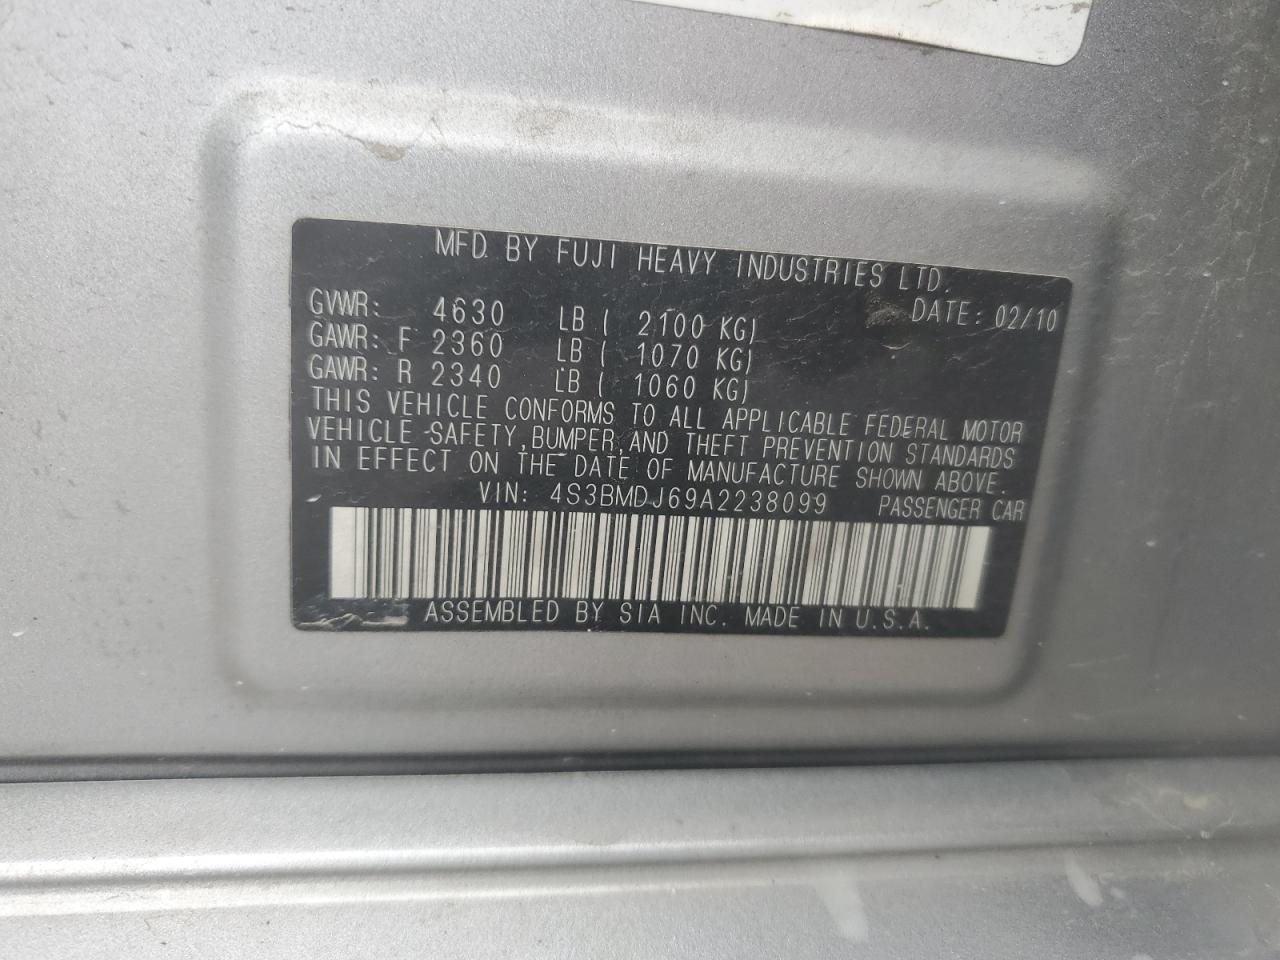 MFD. BY FUJI HEAVY INDUSTRIES LTD.
DATE: 02/10
GVWR: 4630 LB ( 2100 KG)
GAWR: F 2360 LB ( 1070 KG)
GAWR: R 2340 LB ( 1060 KG)
THIS VEHICLE CONFORMS TO ALL APPLICABLE FEDERAL MOTOR
VEHICLE SAFETY, BUMPER, AND THEFT PREVENTION STANDARDS
IN EFFECT ON THE DATE OF MANUFACTURE SHOWN ABOVE.
VIN: 4S3BMDJ69A2238099 PASSENGER CAR
ASSEMBLED BY SIA INC. MADE IN U.S.A.